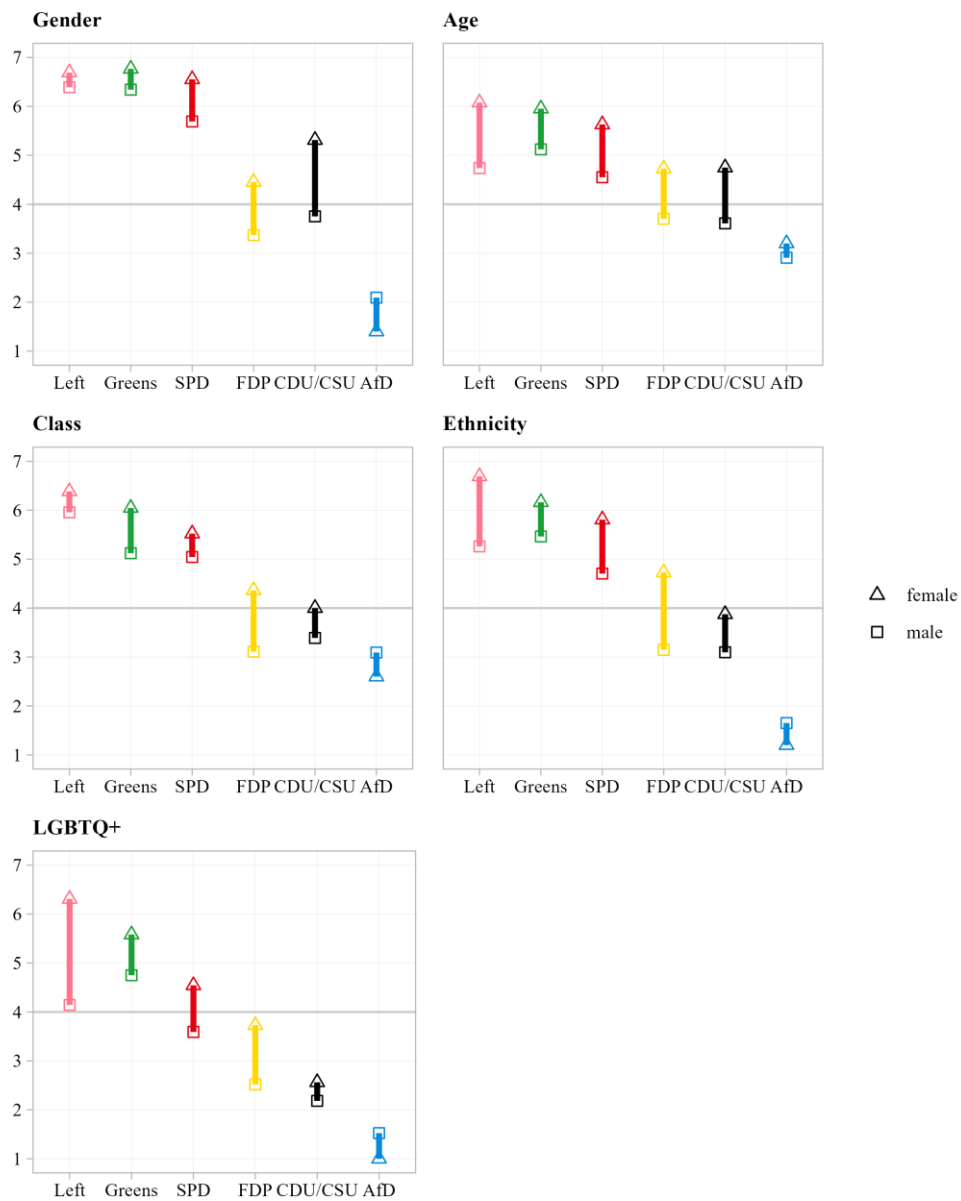 Gender
Age
7
6
5
4
3
2
1
Left Greens SPD FDP CDU/CSU AfD
Left Greens SPD FDP CDU/CSU AfD
Class
Ethnicity
7
6
5
4
3
2
1
Left Greens SPD FDP CDU/CSU AfD
Left Greens SPD FDP CDU/CSU AfD
female
male
LGBTQ+
7
6
5
4
3
2
1
Left Greens SPD FDP CDU/CSU AfD